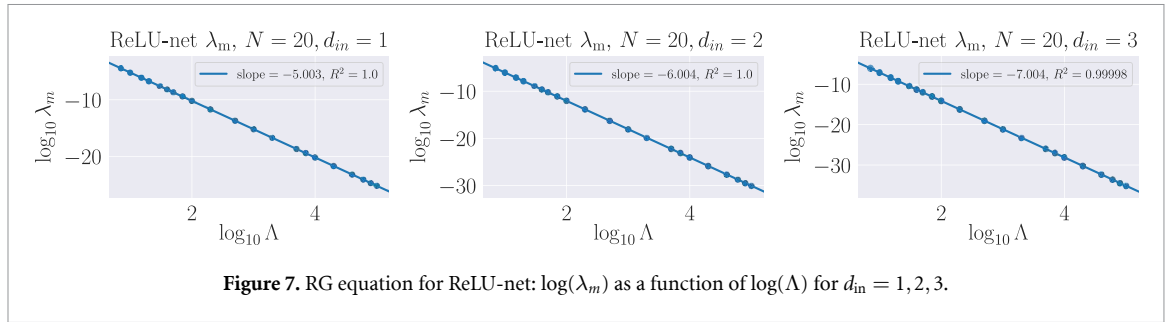 ReLU-net λm, N = 20, din = 1
slope = −5.003, R² = 1.0
log10 λm
−10
−20
2
4
log10 Λ
ReLU-net λm, N = 20, din = 2
slope = −6.004, R² = 1.0
log10 λm
−10
−20
−30
2
4
log10 Λ
ReLU-net λm, N = 20, din = 3
slope = −7.004, R² = 0.99998
log10 λm
−10
−20
−30
2
4
log10 Λ
Figure 7. RG equation for ReLU-net: log(λm) as a function of log(Λ) for din = 1,2,3.